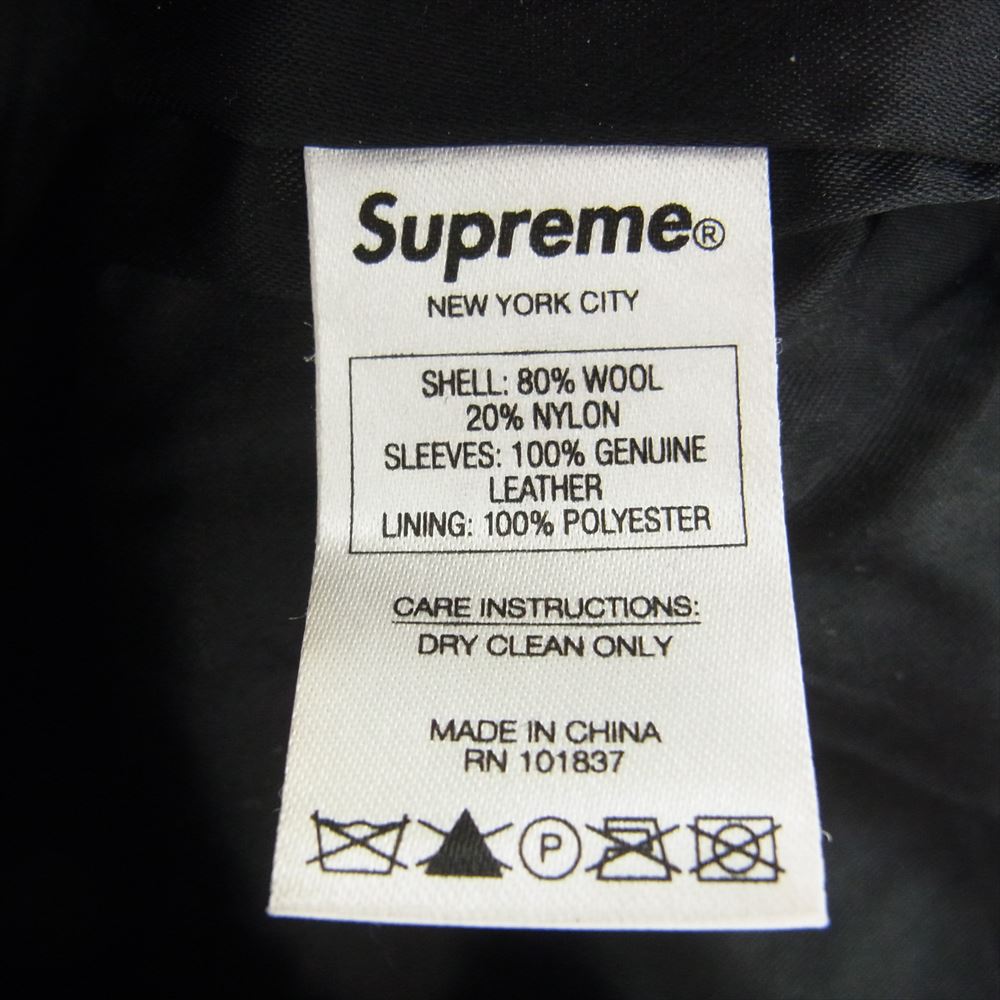 Supreme®
NEW YORK CITY
SHELL: 80% WOOL
20% NYLON
SLEEVES: 100% GENUINE
LEATHER
LINING: 100% POLYESTER
CARE INSTRUCTIONS:
DRY CLEAN ONLY
MADE IN CHINA
RN 101837
P